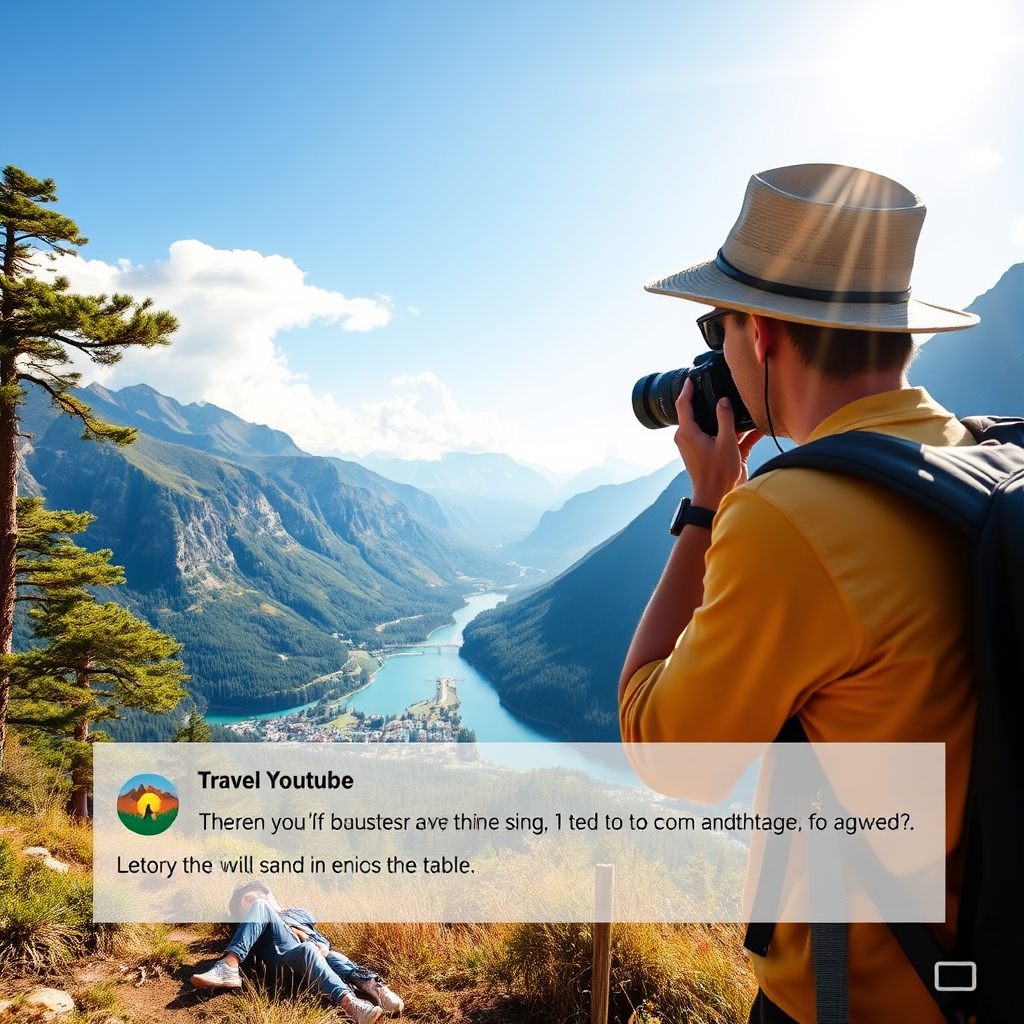 Travel Youtube
Theren you'lf baustesr ave thine sing, 1 ted to to com andthtage, fo agwed?.
Letory the will sand in enios the table.